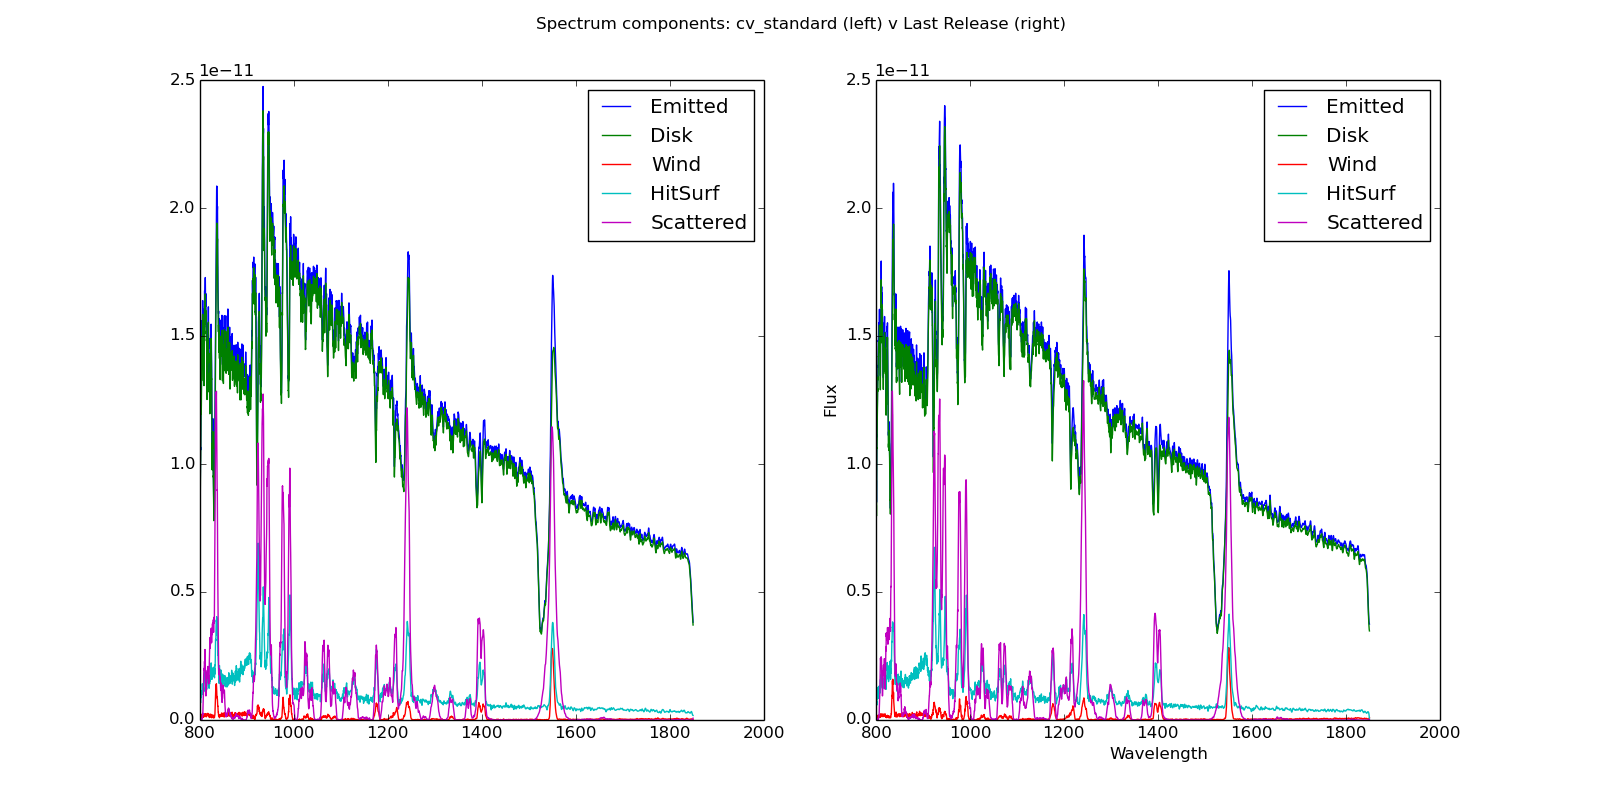 Spectrum components: cv_standard (left) v Last Release (right)
1e−11
2.5
2.0
1.5
1.0
0.5
0.0
800
1000
1200
1400
1600
1800
2000
Emitted
Disk
Wind
HitSurf
Scattered
1e−11
2.5
2.0
1.5
1.0
0.5
0.0
Flux
800
1000
1200
1400
1600
1800
2000
Wavelength
Emitted
Disk
Wind
HitSurf
Scattered